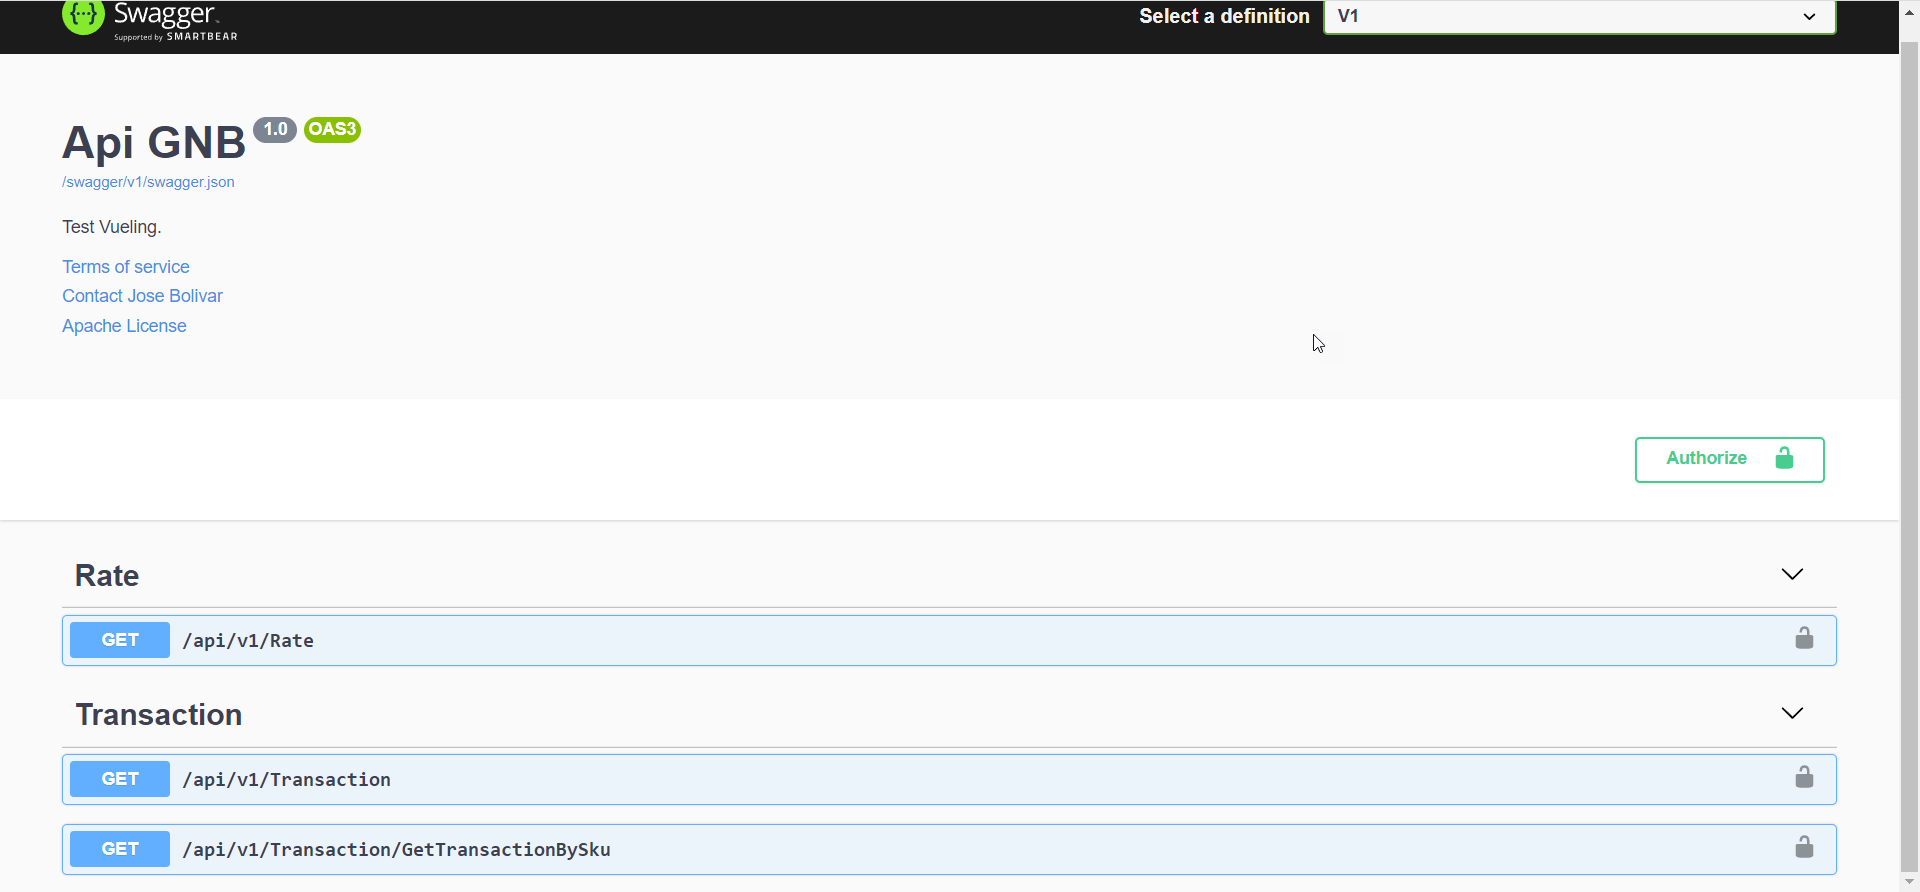 {···} Swagger
Supported by SMARTBEAR
Select a definition
V1
Api GNB 1.0 OAS3
/swagger/v1/swagger.json
Test Vueling.
Terms of service
Contact Jose Bolivar
Apache License
Authorize
Rate
GET /api/v1/Rate
Transaction
GET /api/v1/Transaction
GET /api/v1/Transaction/GetTransactionBySku